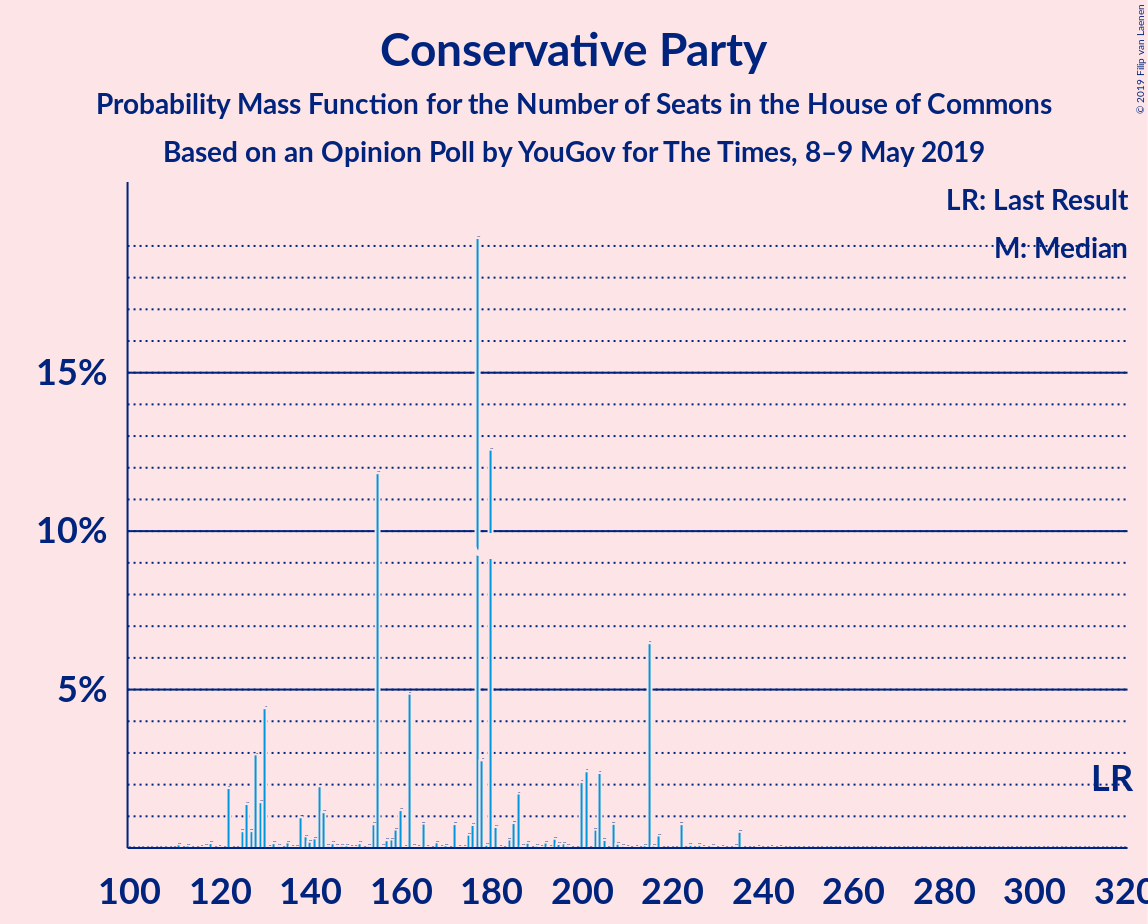 © 2019 Filip van Laenen
Conservative Party
Probability Mass Function for the Number of Seats in the House of Commons
Based on an Opinion Poll by YouGov for The Times, 8–9 May 2019
LR: Last Result
M: Median
15%
10%
5%
LR
100 120 140 160 180 200 220 240 260 280 300 320